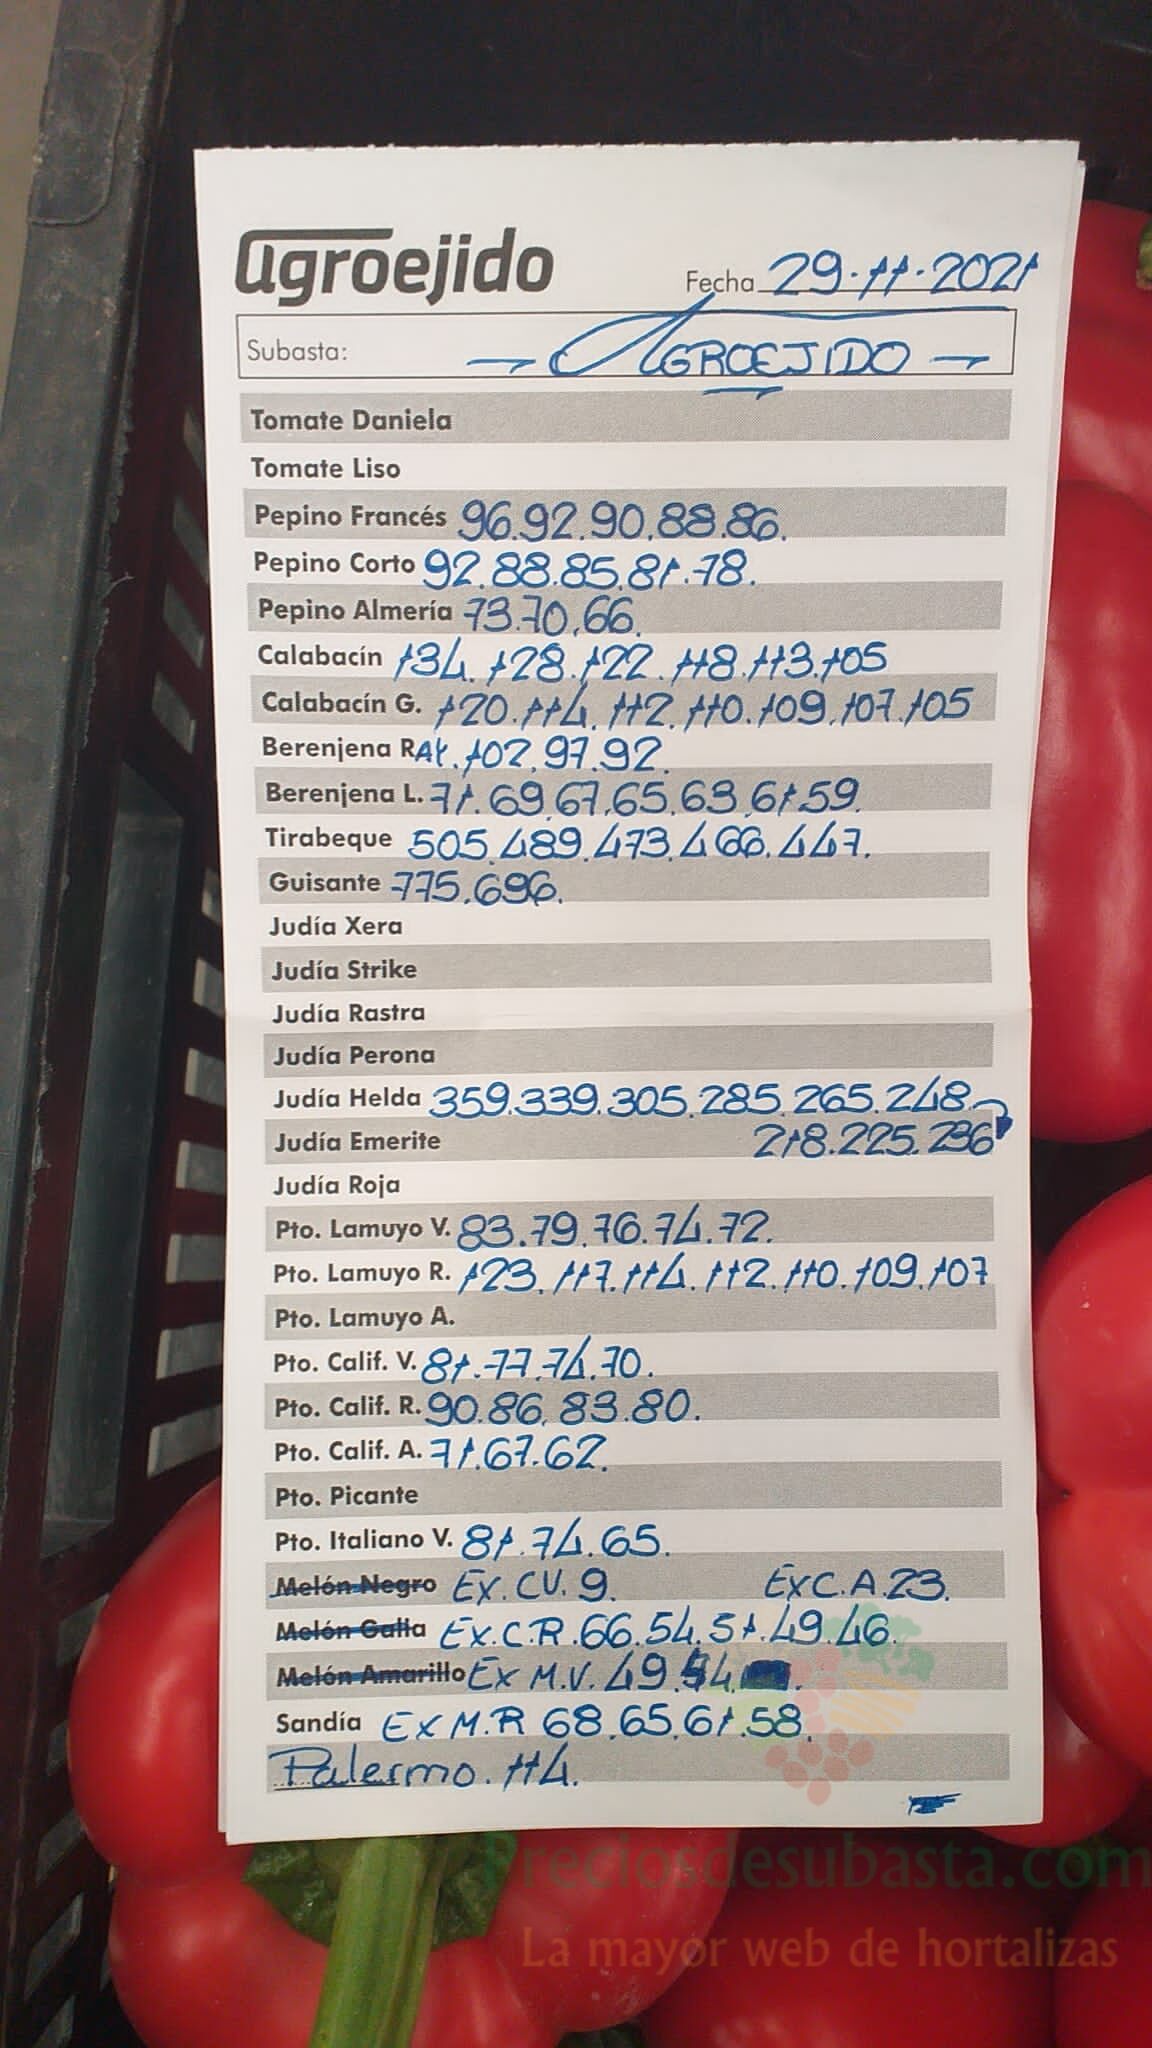 agroejido
Fecha 29.11.2021
Subasta: AGROEJIDO
Tomate Daniela
Tomate Liso
Pepino Francés 96.92.90.88.86.
Pepino Corto 92.88.85.81.78.
Pepino Almería 73.70.66.
Calabacín 134.128.122.118.113.105
Calabacín G. 120.114.112.110.109.107.105
Berenjena RAY.102.97.92.
Berenjena L. 71.69.67.65.63.61.59.
Tirabeque 505.489.473.466.447.
Guisante 775.696.
Judía Xera
Judía Strike
Judía Rastra
Judía Perona
Judía Helda 359.339.305.285.265.248
Judía Emerite 218.225.236
Judía Roja
Pto. Lamuyo V. 83.79.76.74.72.
Pto. Lamuyo R. 123.117.114.112.110.109.107
Pto. Lamuyo A.
Pto. Calif. V. 81.77.74.70.
Pto. Calif. R. 90.86.83.80.
Pto. Calif. A. 71.67.62.
Pto. Picante
Pto. Italiano V. 81.74.65.
Melón Negro EX.CV.9. EXC.A.23.
Melón Galia EX.C.R.66.54.51.49.46.
Melón Amarillo EX M.V. 49.44.
Sandía EX M.R 68.65.61.58.
Palermo. 114.
Preciosdesubasta.com
La mayor web de hortalizas